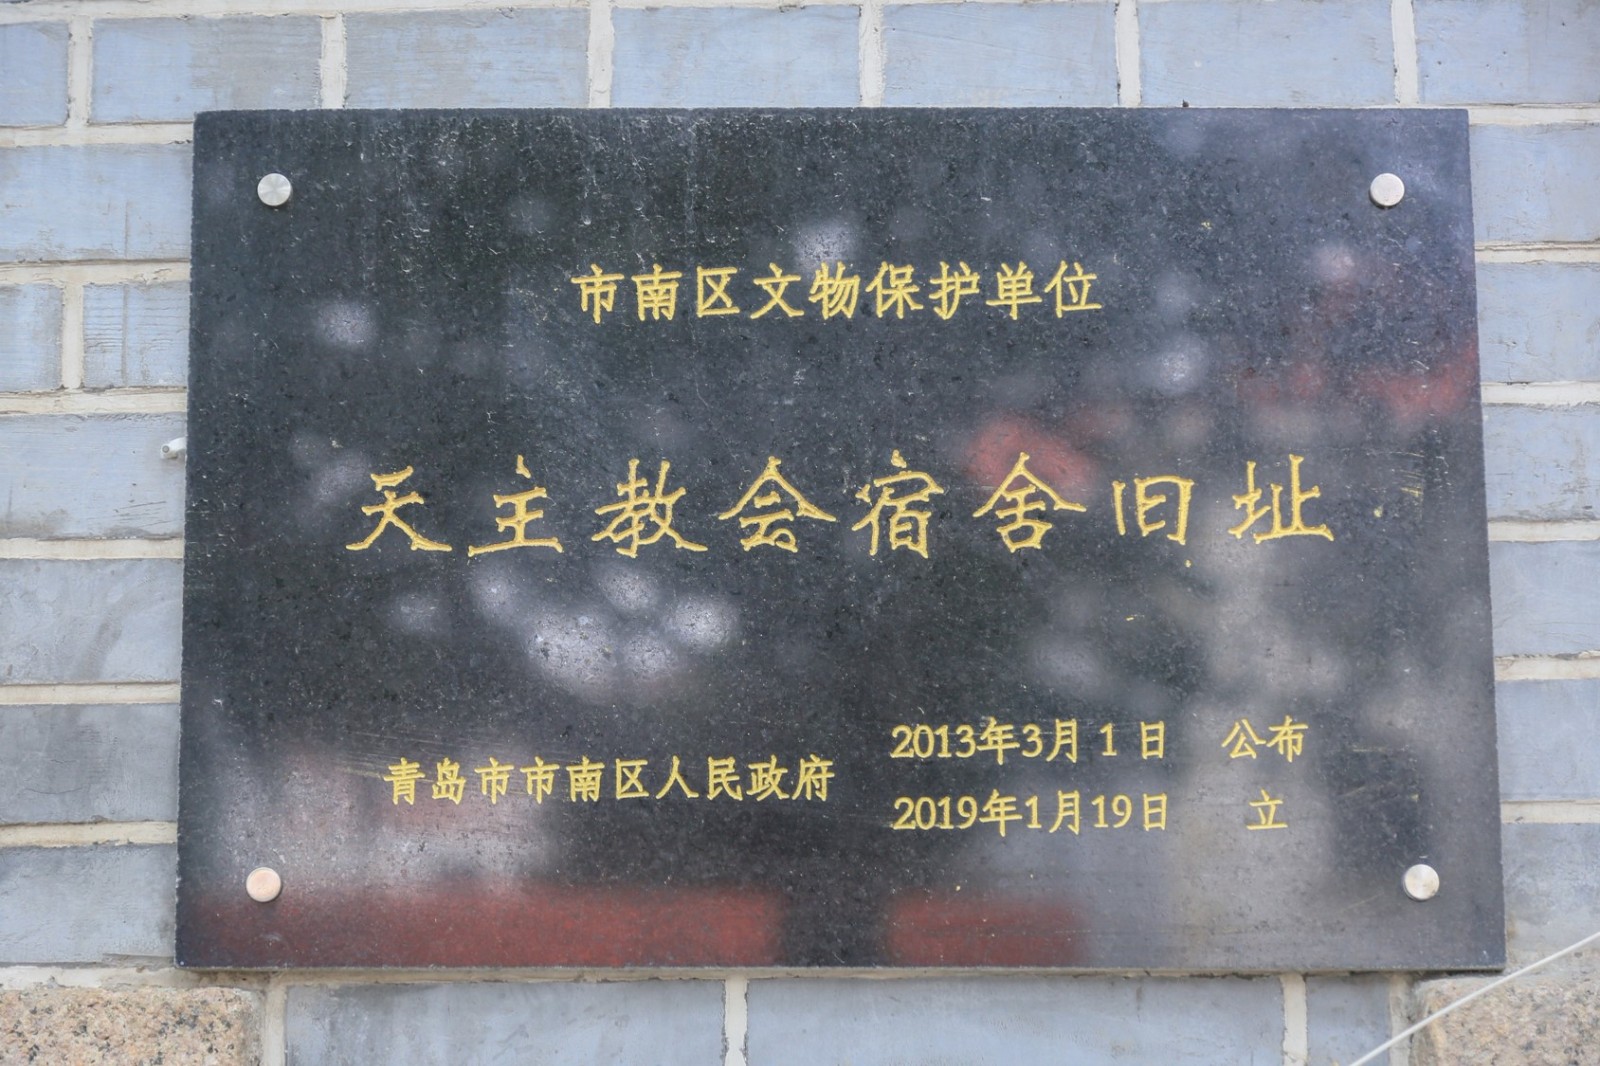 市南区文物保护单位
天主教会宿舍旧址
青岛市市南区人民政府
2013年3月1日 公布
2019年1月19日 立